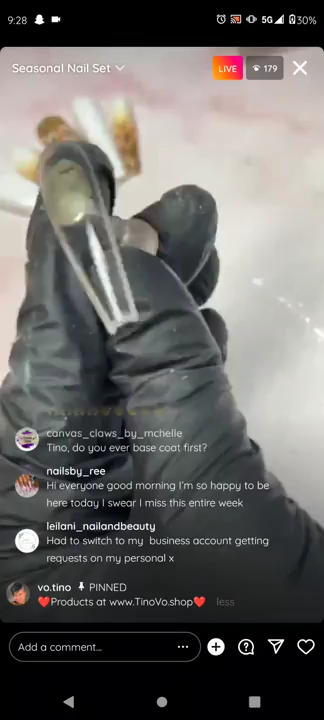 9:28
5G
30%
Seasonal Nail Set
LIVE
179
canvas_claws_by_mchelle
Tino, do you ever base coat first?
nailsby_ree
Hi everyone good morning I'm so happy to be
here today I swear I miss this entire week
leilani_nailandbeauty
Had to switch to my business account getting
requests on my personal x
vo.tino PINNED
❤️Products at www.TinoVo.shop❤️ less
Add a comment...